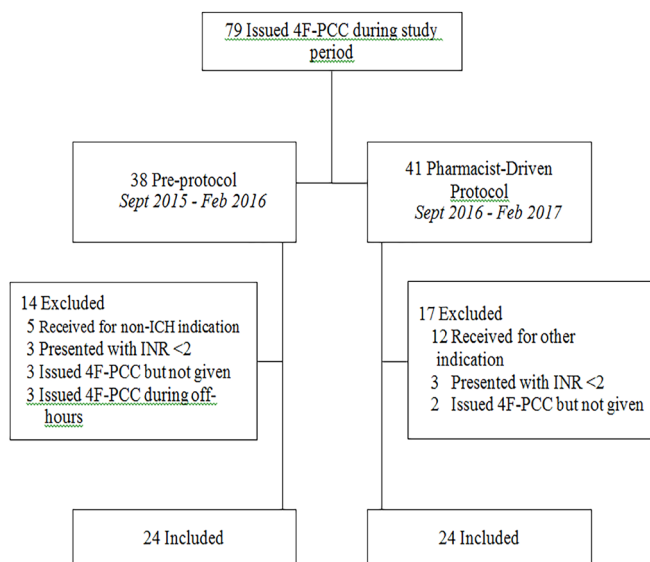 79 Issued 4F-PCC during study
period
38 Pre-protocol
Sept 2015 - Feb 2016
41 Pharmacist-Driven
Protocol
Sept 2016 - Feb 2017
14 Excluded
5 Received for non-ICH indication
3 Presented with INR <2
3 Issued 4F-PCC but not given
3 Issued 4F-PCC during off-
hours
17 Excluded
12 Received for other
indication
3 Presented with INR <2
2 Issued 4F-PCC but not given
24 Included
24 Included